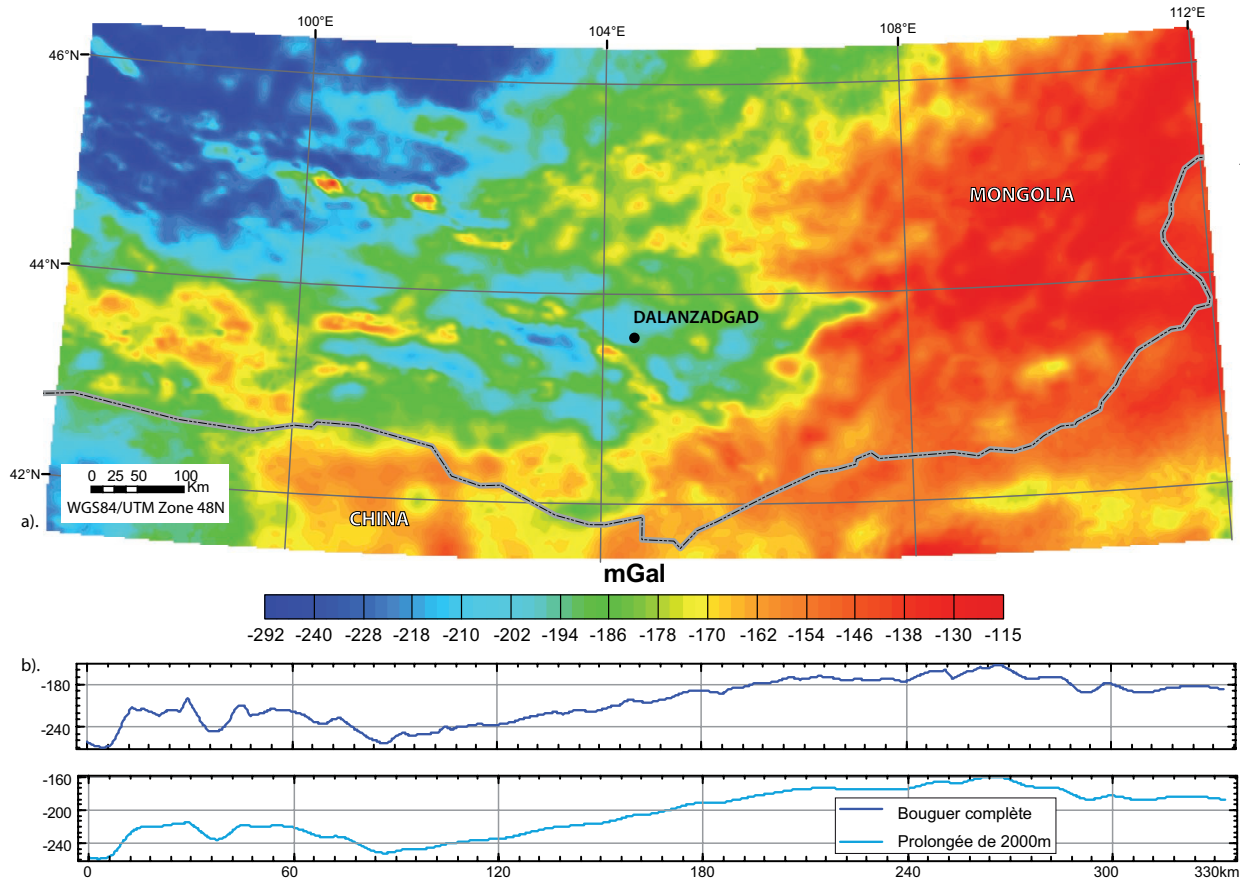 100°E
104°E
108°E
112°E
46°N
44°N
42°N
MONGOLIA
DALANZADGAD
CHINA
0 25 50 100
Km
WGS84/UTM Zone 48N
a).
mGal
-292 -240 -228 -218 -210 -202 -194 -186 -178 -170 -162 -154 -146 -138 -130 -115
b).
-180
-240
-160
-200
-240
Bouguer complète
Prolongée de 2000m
0 60 120 180 240 300 330km